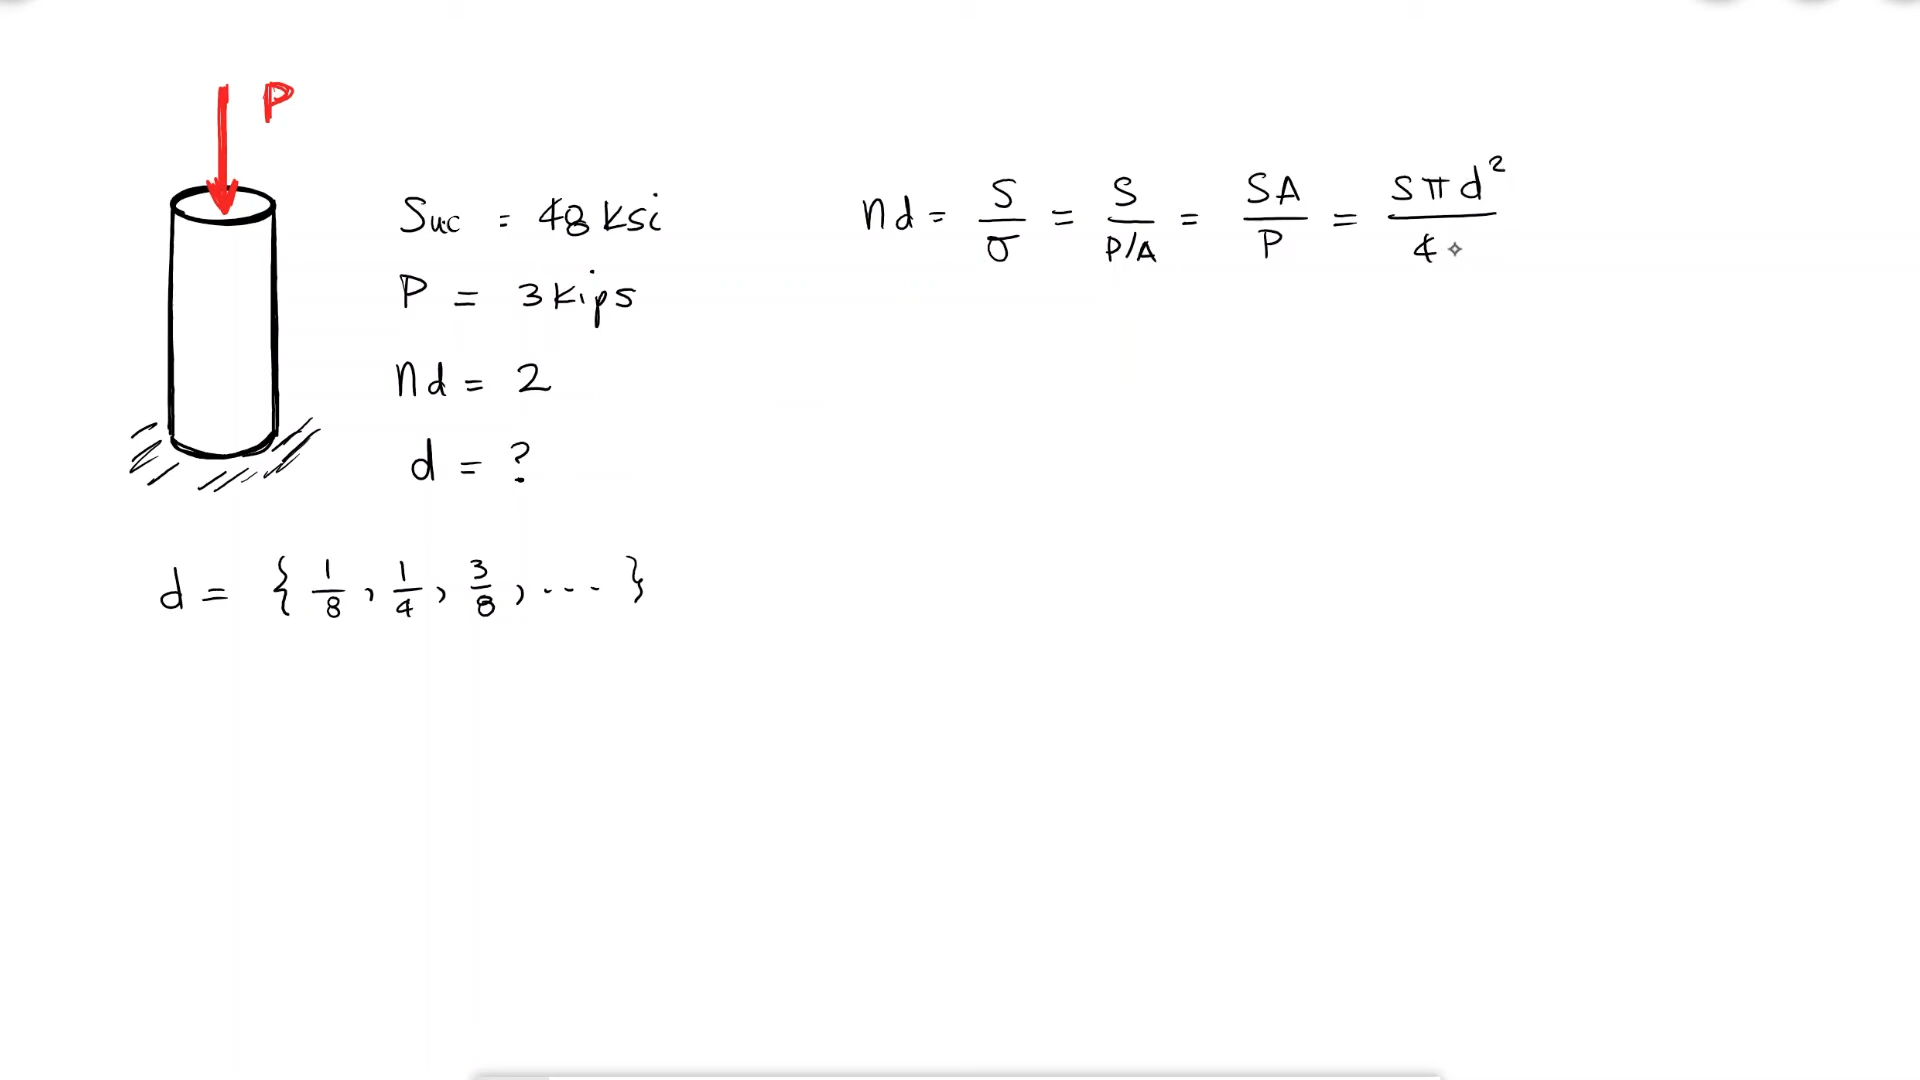 P
Suc = 48 ksi
P = 3 kips
nd = 2
d = ?
d = { 1/8, 1/4, 3/8, ... }
nd = S/σ = S/(P/A) = SA/P = Sπd²/4